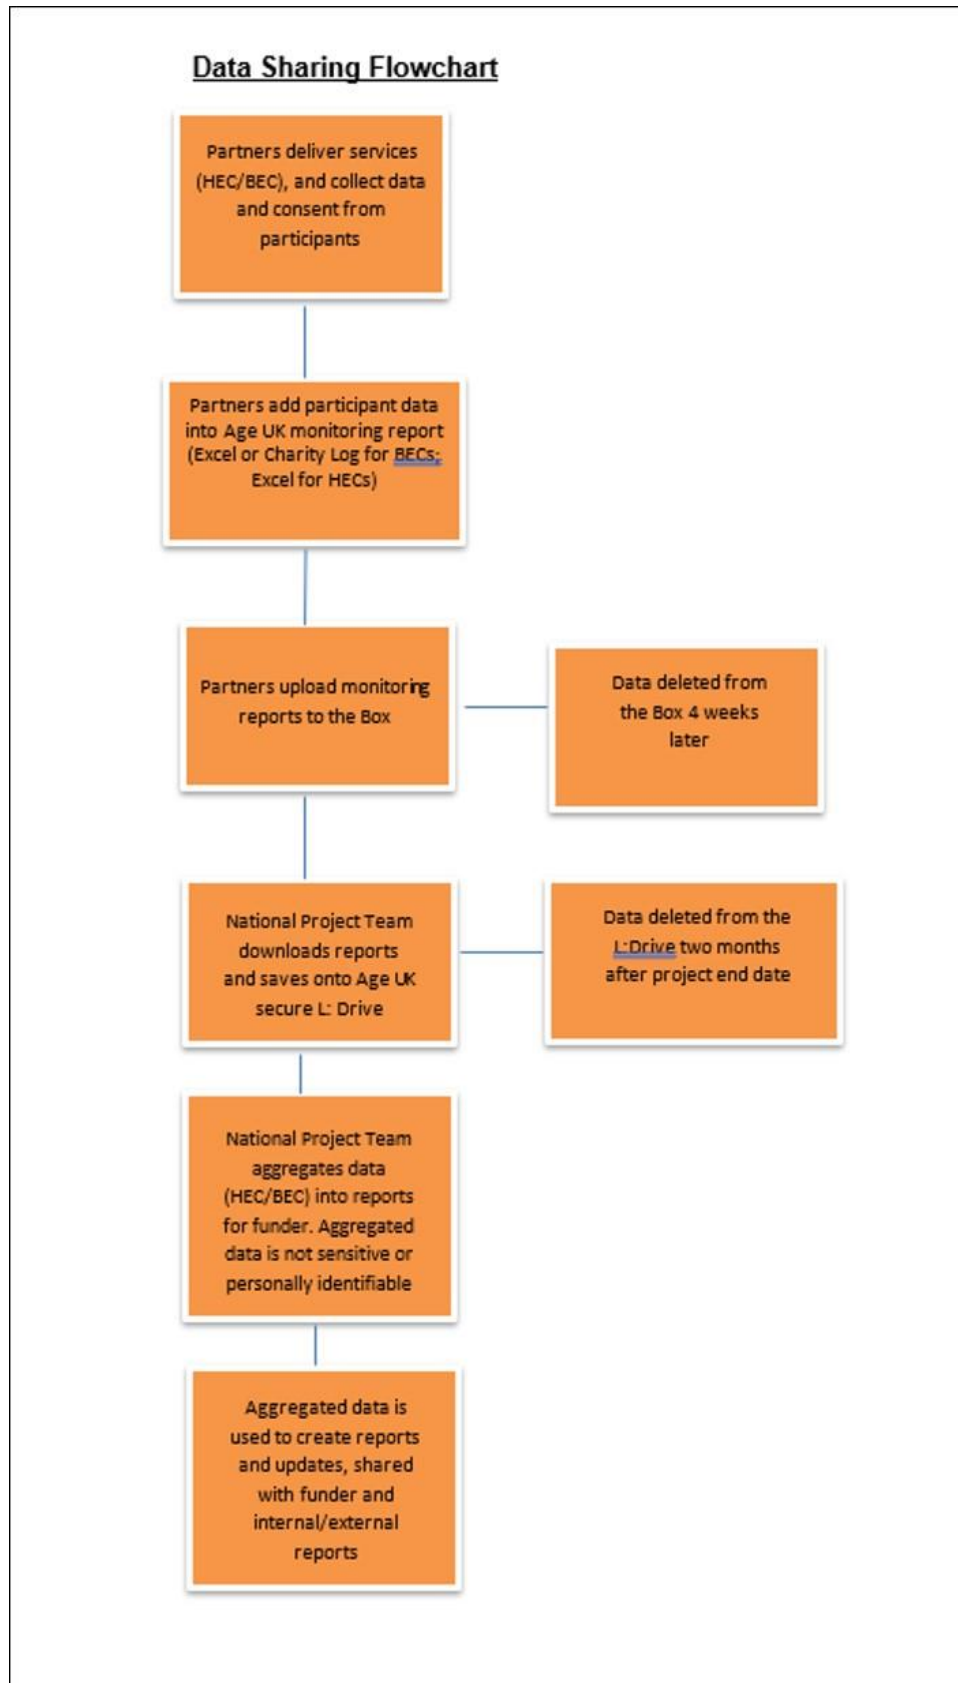 Data Sharing Flowchart
Partners deliver services
(HEC/BEC), and collect data
and consent from
participants
Partners add participant data
into Age UK monitoring report
(Excel or Charity Log for BECs;
Excel for HECs)
Partners upload monitoring
reports to the Box
Data deleted from
the Box 4 weeks
later
National Project Team
downloads reports
and saves onto Age UK
secure L: Drive
Data deleted from the
L:Drive two months
after project end date
National Project Team
aggregates data
(HEC/BEC) into reports
for funder. Aggregated
data is not sensitive or
personally identifiable
Aggregated data is
used to create reports
and updates, shared
with funder and
internal/external
reports